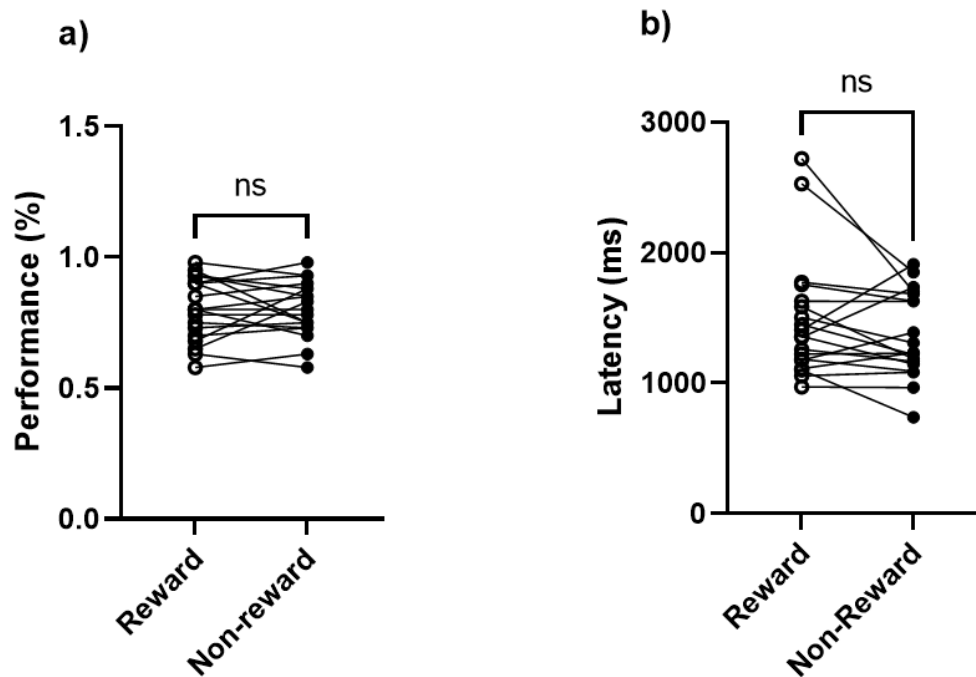 a)
ns
Performance (%)
1.5
1.0
0.5
0.0
Reward
Non-reward
b)
ns
Latency (ms)
3000
2000
1000
0
Reward
Non-Reward